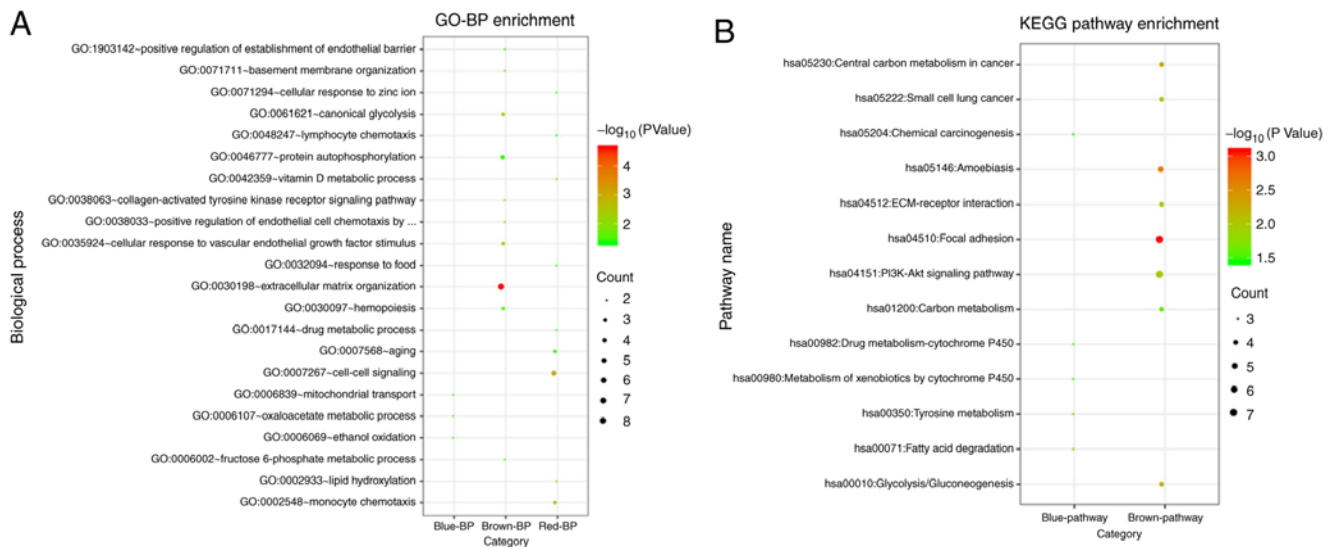 A
GO-BP enrichment
Biological process
GO:1903142~positive regulation of establishment of endothelial barrier
GO:0071711~basement membrane organization
GO:0071294~cellular response to zinc ion
GO:0061621~canonical glycolysis
GO:0048247~lymphocyte chemotaxis
GO:0046777~protein autophosphorylation
GO:0042359~vitamin D metabolic process
GO:0038063~collagen-activated tyrosine kinase receptor signaling pathway
GO:0038033~positive regulation of endothelial cell chemotaxis by ...
GO:0035924~cellular response to vascular endothelial growth factor stimulus
GO:0032094~response to food
GO:0030198~extracellular matrix organization
GO:0030097~hemopoiesis
GO:0017144~drug metabolic process
GO:0007568~aging
GO:0007267~cell-cell signaling
GO:0006839~mitochondrial transport
GO:0006107~oxaloacetate metabolic process
GO:0006069~ethanol oxidation
GO:0006002~fructose 6-phosphate metabolic process
GO:0002933~lipid hydroxylation
GO:0002548~monocyte chemotaxis
Blue-BP Brown-BP Red-BP
Category
−log10 (PValue)
4
3
2
Count
2
3
4
5
6
7
8
B
KEGG pathway enrichment
Pathway name
hsa05230:Central carbon metabolism in cancer
hsa05222:Small cell lung cancer
hsa05204:Chemical carcinogenesis
hsa05146:Amoebiasis
hsa04512:ECM-receptor interaction
hsa04510:Focal adhesion
hsa04151:PI3K-Akt signaling pathway
hsa01200:Carbon metabolism
hsa00982:Drug metabolism-cytochrome P450
hsa00980:Metabolism of xenobiotics by cytochrome P450
hsa00350:Tyrosine metabolism
hsa00071:Fatty acid degradation
hsa00010:Glycolysis/Gluconeogenesis
Blue-pathway Brown-pathway
Category
−log10 (P Value)
3.0
2.5
2.0
1.5
Count
3
4
5
6
7